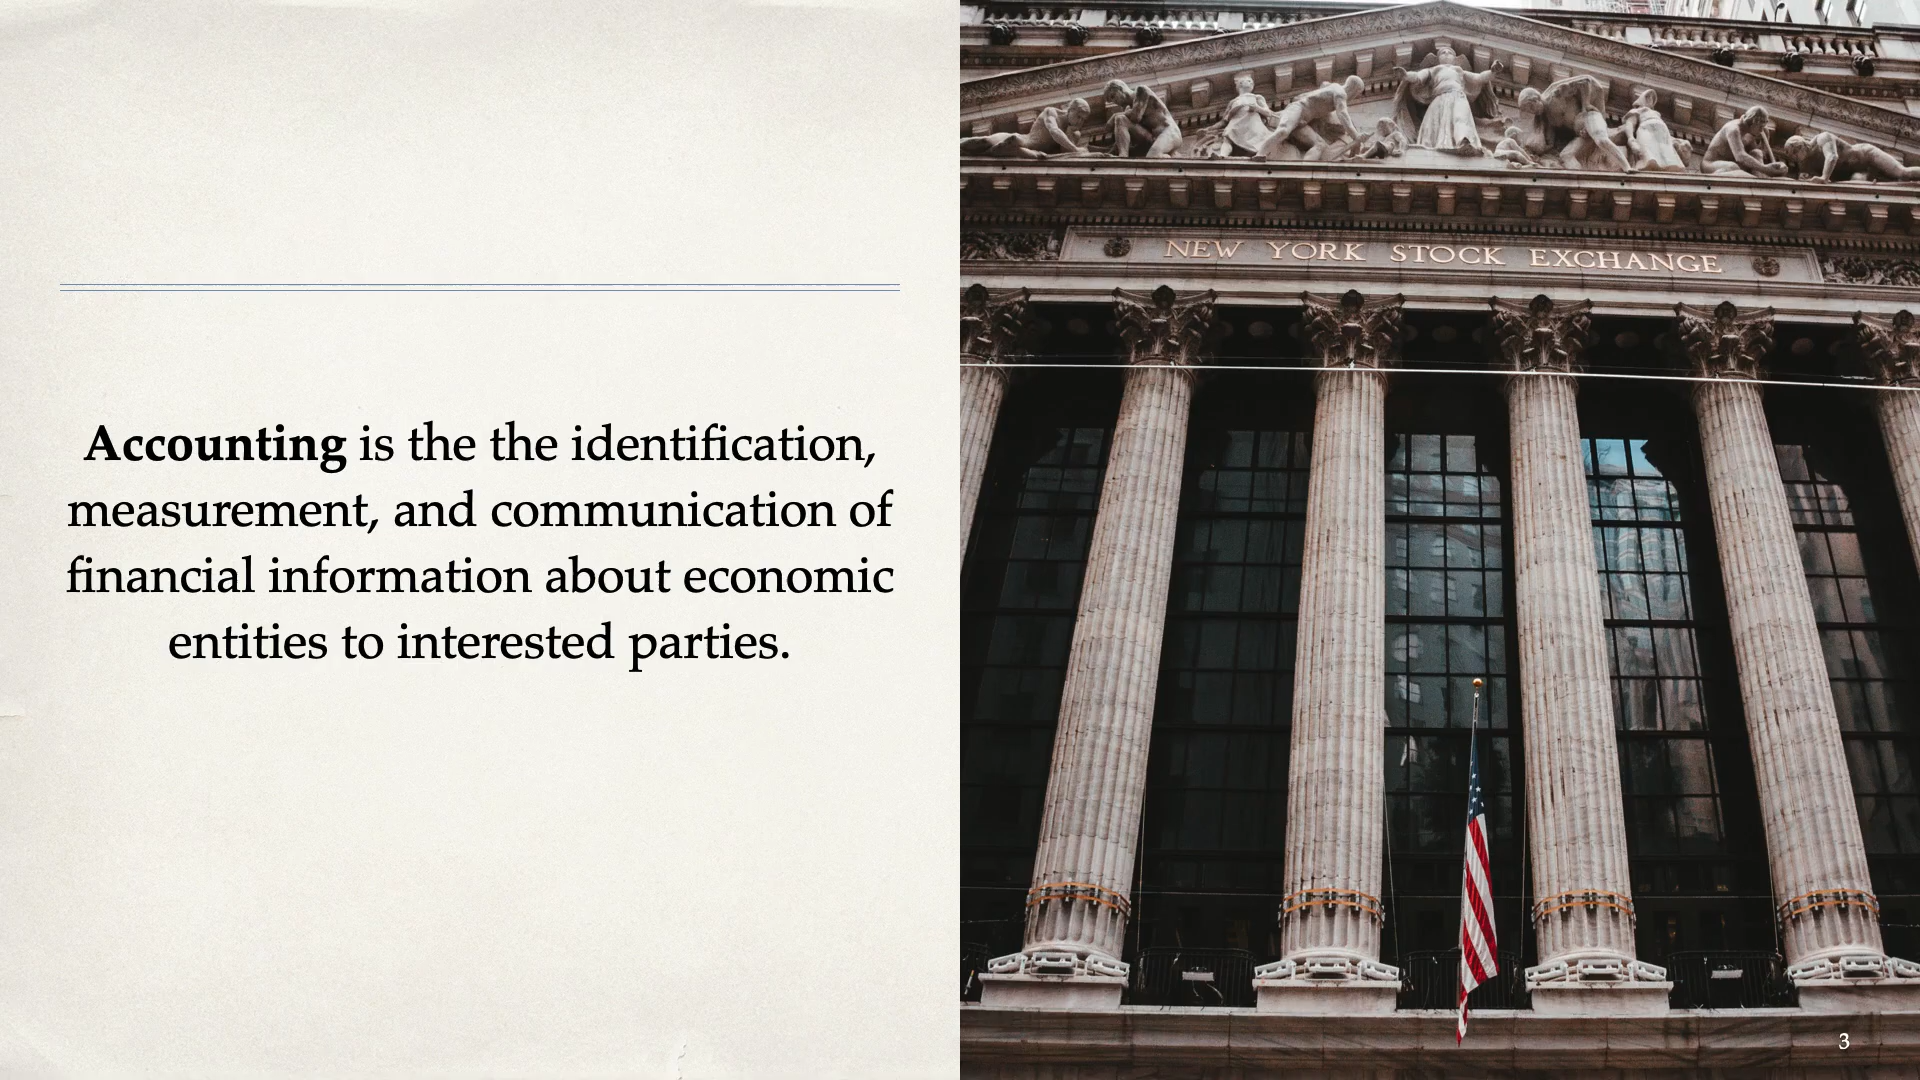 Accounting is the the identification,
measurement, and communication of
financial information about economic
entities to interested parties.
NEW YORK STOCK EXCHANGE
3